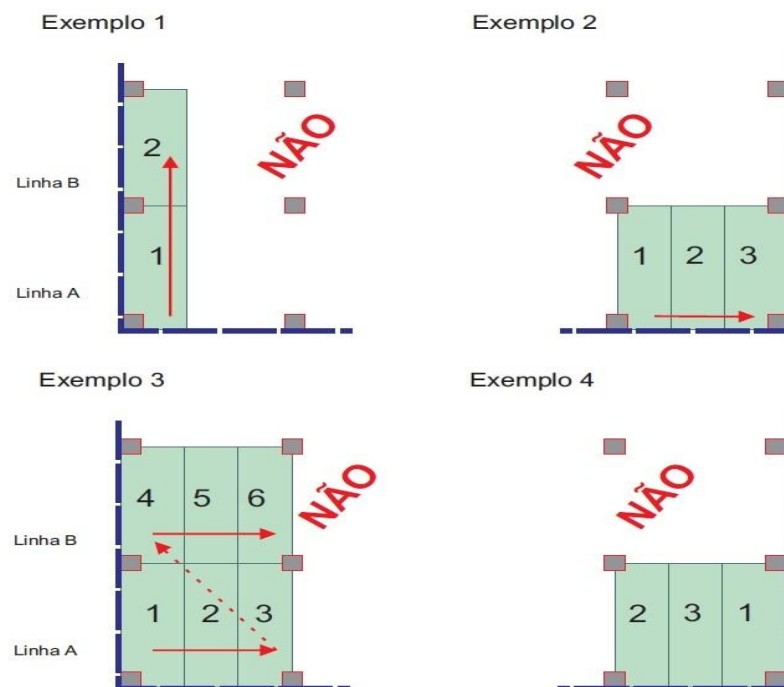 Exemplo 1
Exemplo 2
NÃO
NÃO
2
Linha B
1
1 2 3
Linha A
Exemplo 3
Exemplo 4
NÃO
NÃO
4 5 6
Linha B
1 2 3
2 3 1
Linha A